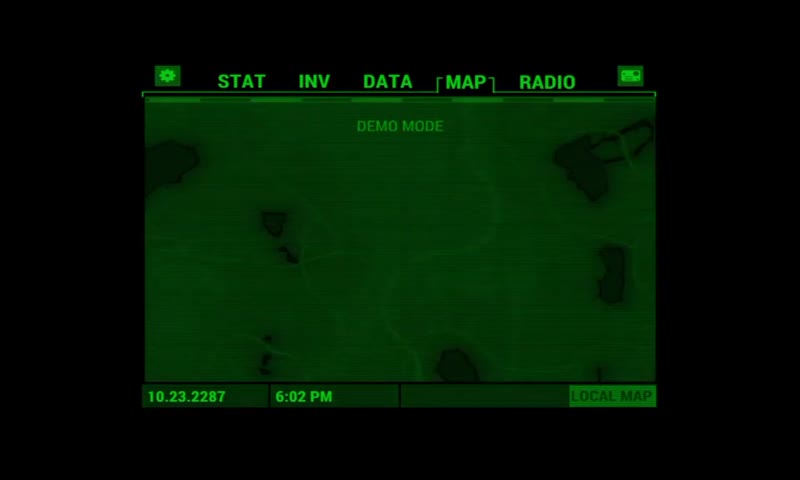 STAT INV DATA MAP RADIO
DEMO MODE
10.23.2287 6:02 PM LOCAL MAP